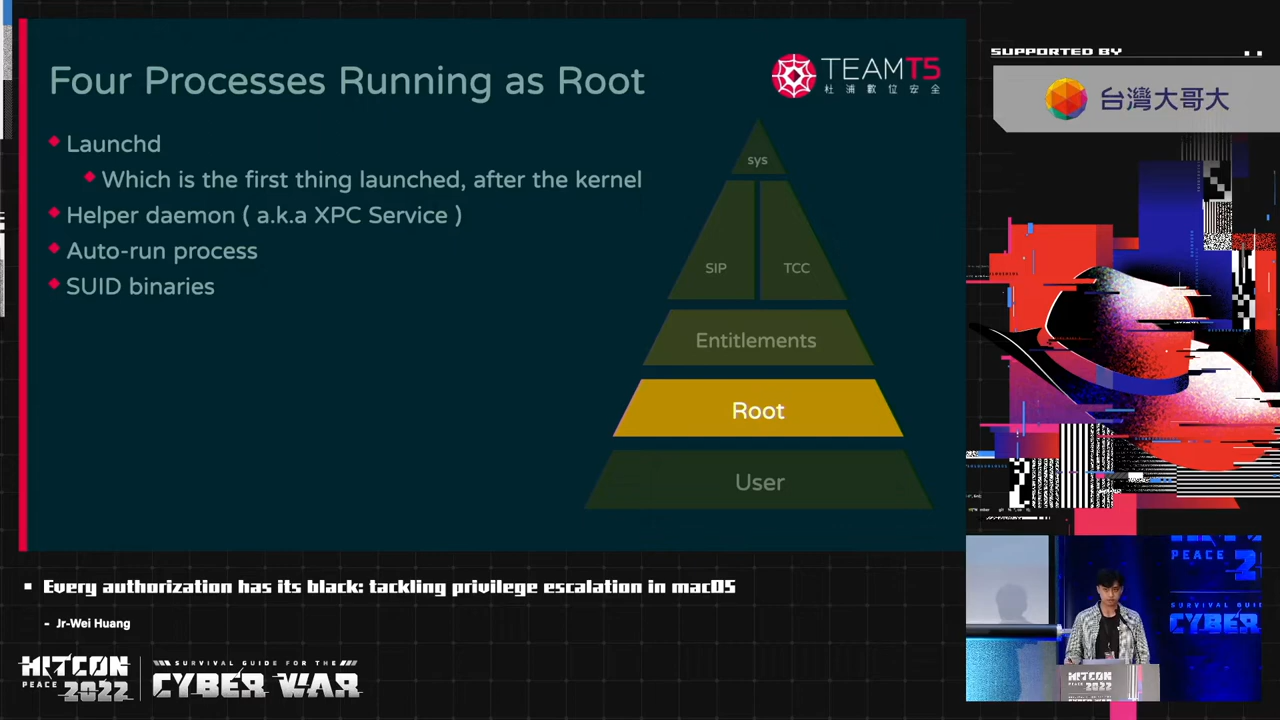 Four Processes Running as Root
TEAMT5
杜浦數位安全
Launchd
Which is the first thing launched, after the kernel
Helper daemon ( a.k.a XPC Service )
Auto-run process
SUID binaries
sys
SIP
TCC
Entitlements
Root
User
SUPPORTED BY
台灣大哥大
Every authorization has its black: tackling privilege escalation in macOS
- Jr-Wei Huang
HITCON
PEACE 2022
SURVIVAL GUIDE FOR THE
CYBER WAR
PEACE 2
SURVIVAL GUID
CYBER
HITCON
PEACE 2022